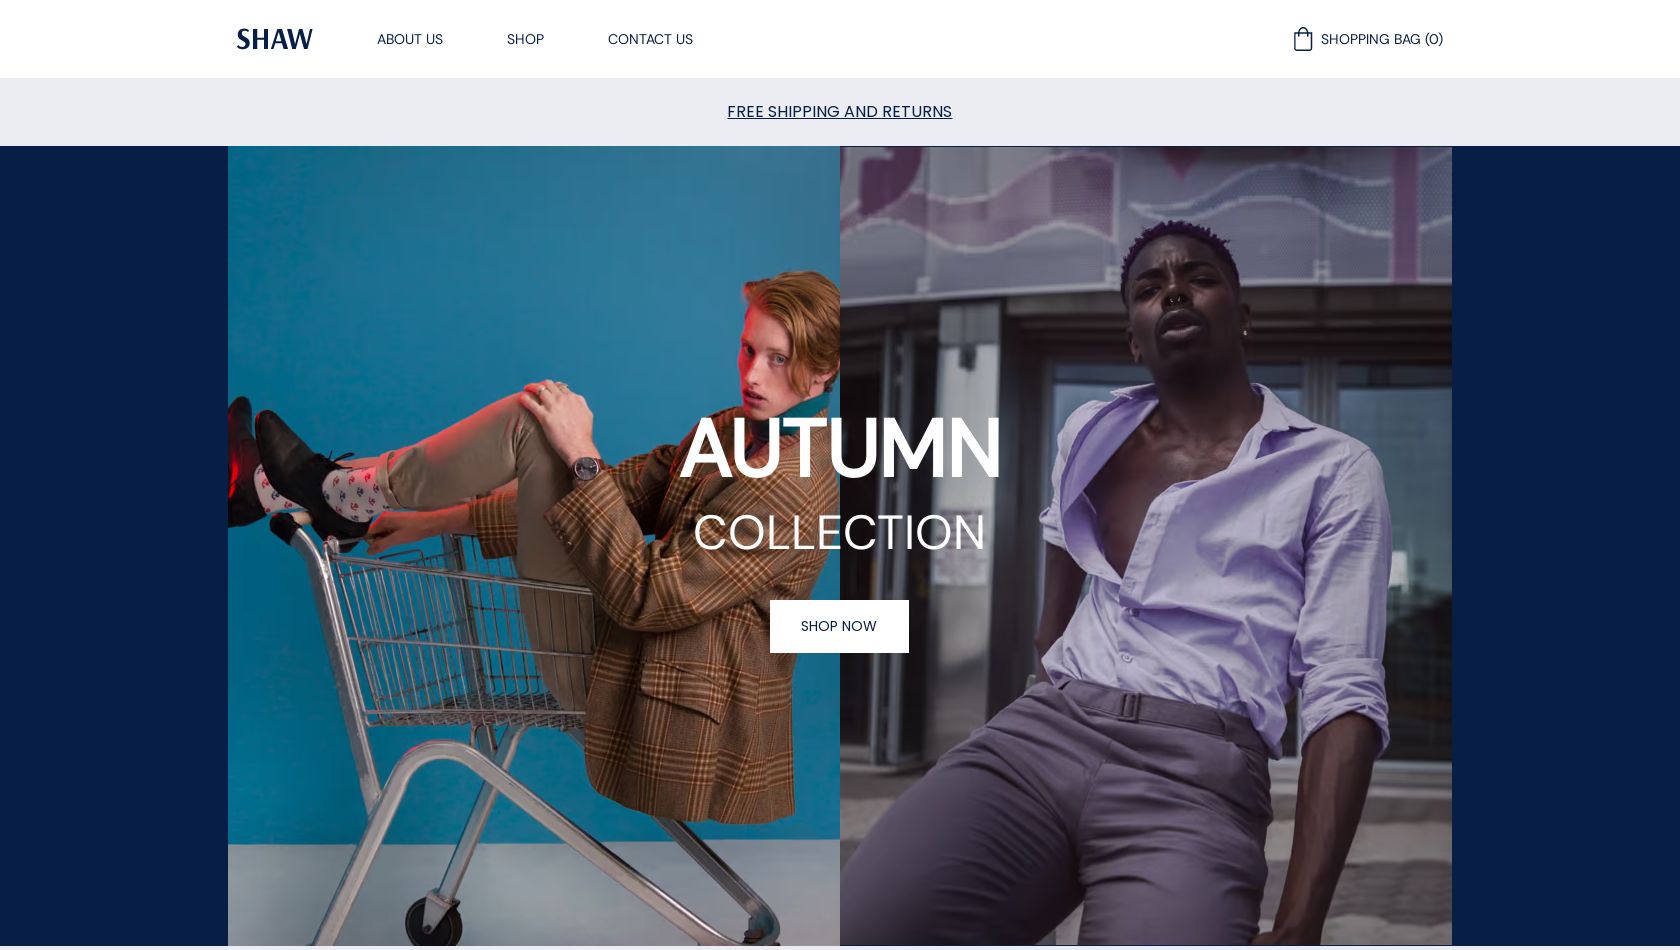 SHAW
ABOUT US
SHOP
CONTACT US
SHOPPING BAG (0)
FREE SHIPPING AND RETURNS
AUTUMN
COLLECTION
SHOP NOW